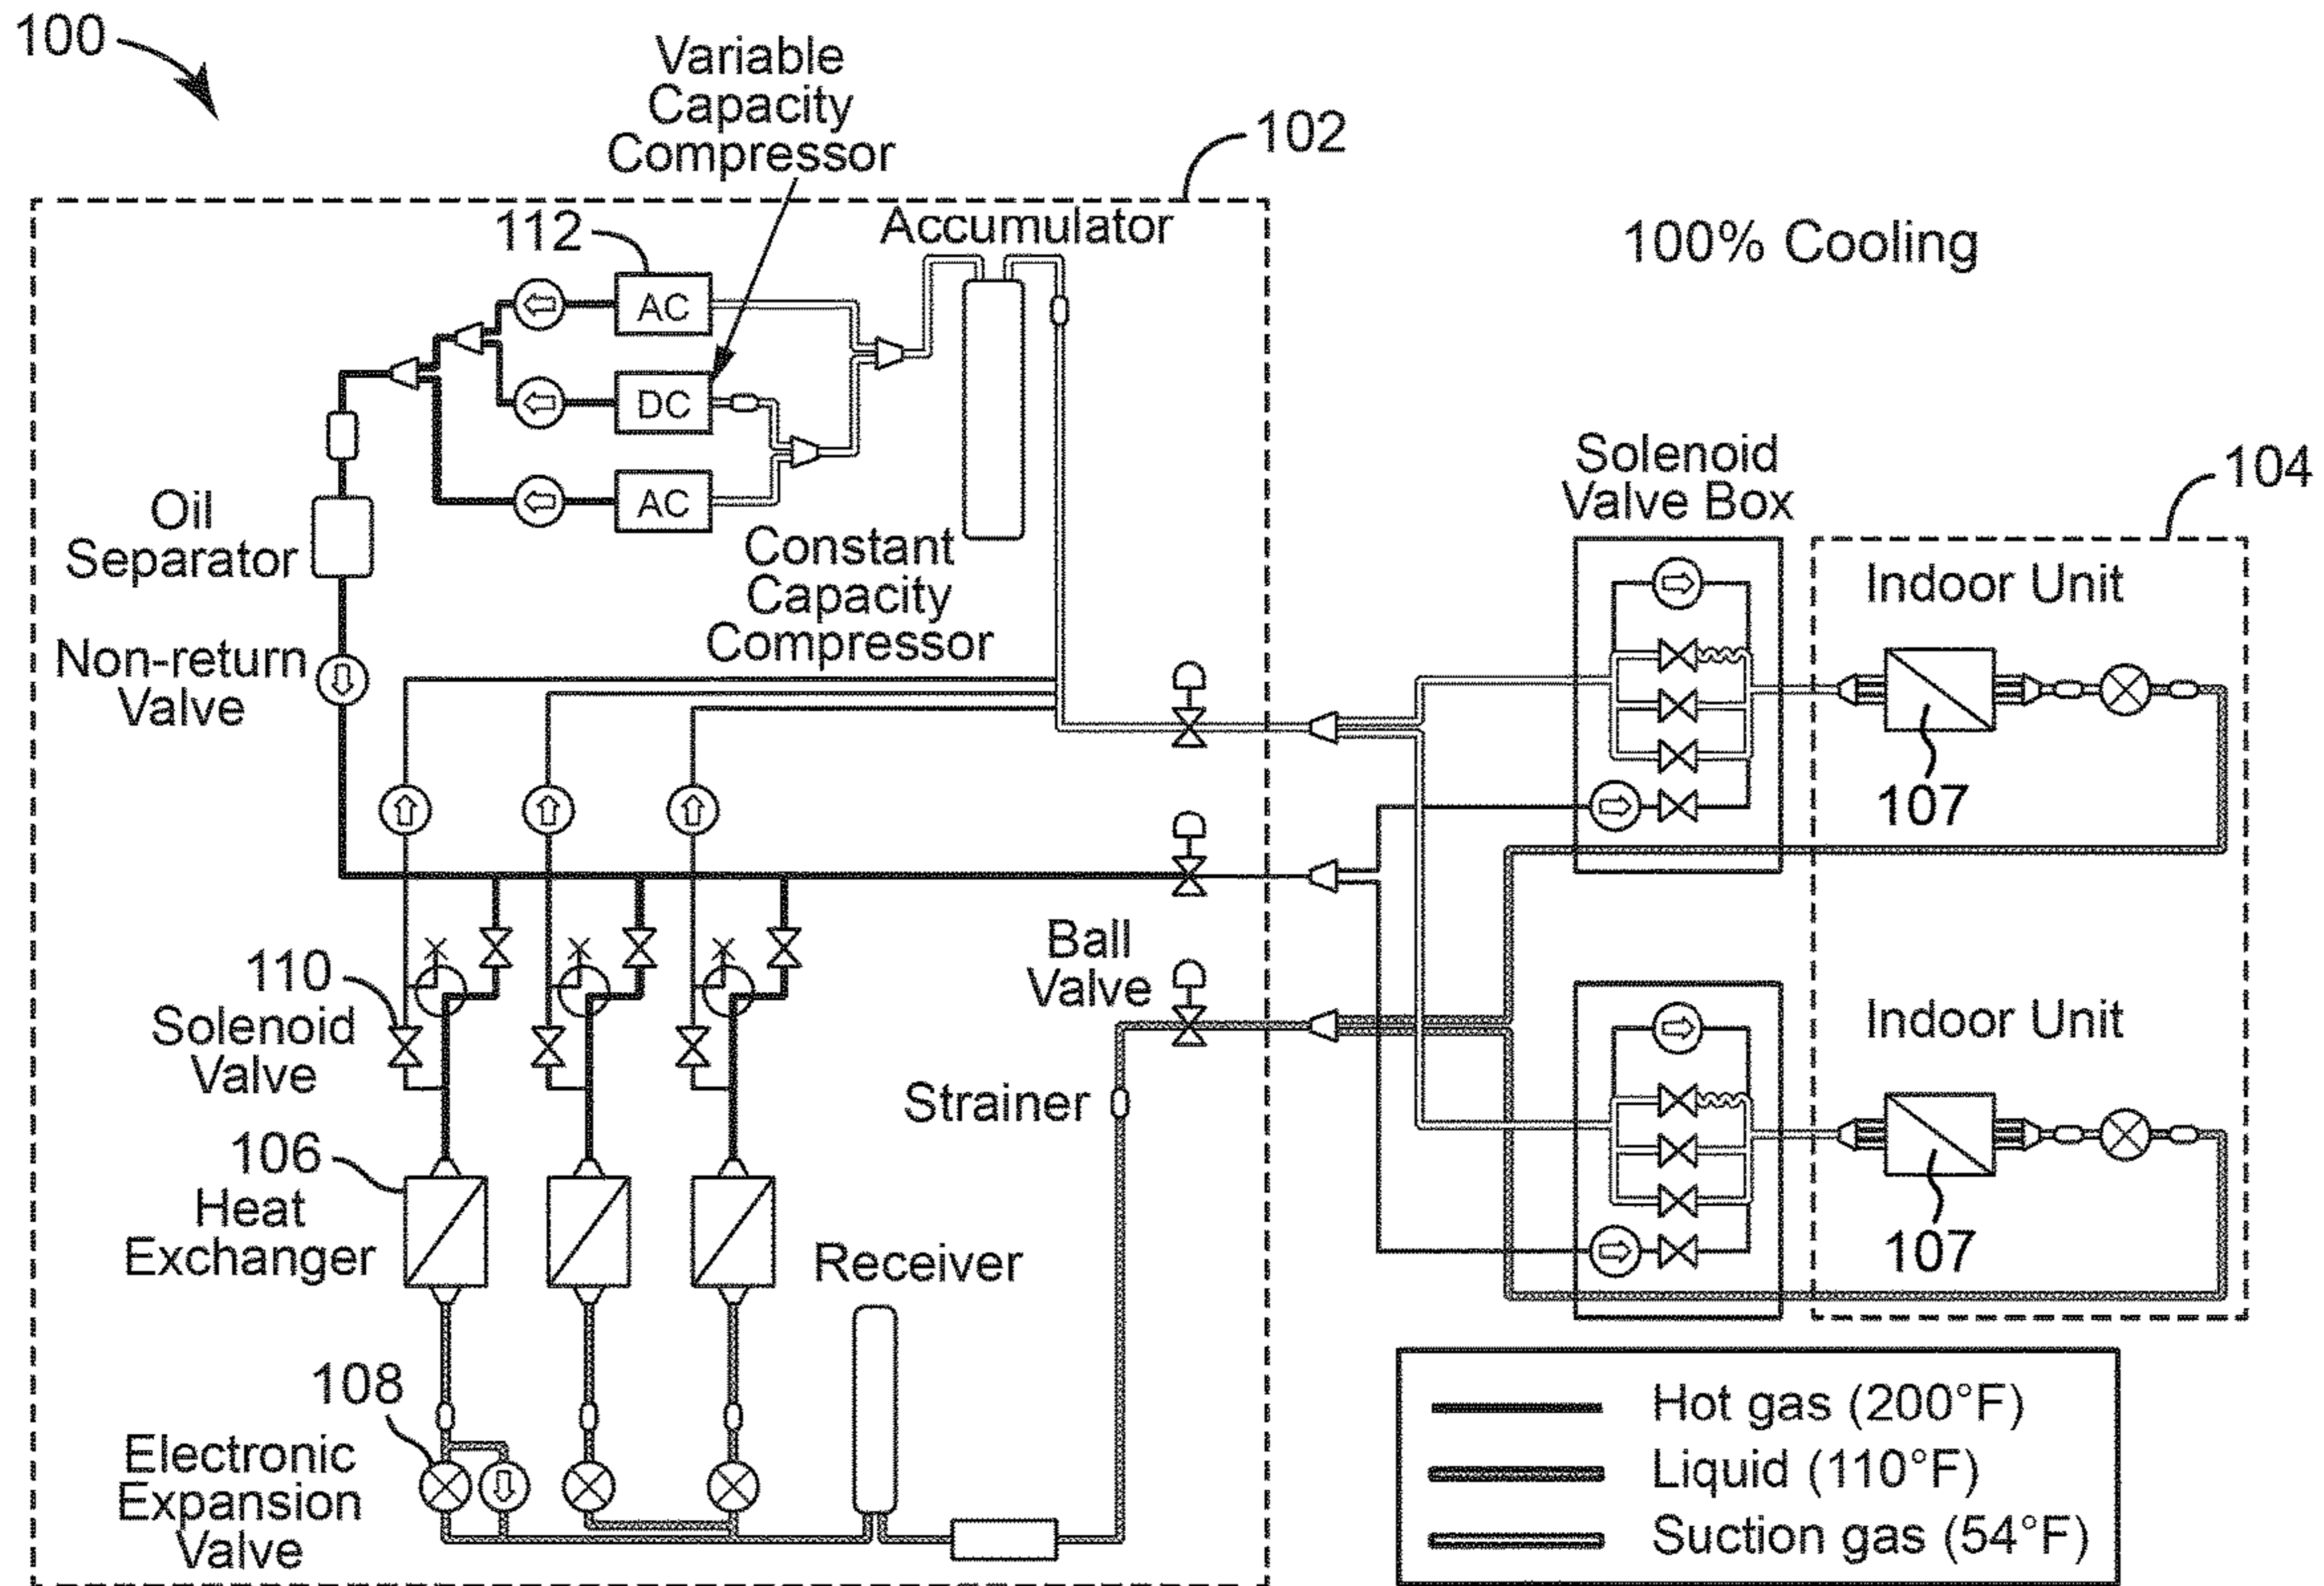 100
Variable
Capacity
Compressor
102
112
Accumulator
100% Cooling
AC
DC
AC
Solenoid
Valve Box
104
Oil
Separator
Constant
Capacity
Compressor
Indoor Unit
Non-return
Valve
107
Ball
Valve
110
Solenoid
Valve
Indoor Unit
Strainer
106
Heat
Exchanger
Receiver
107
108
Electronic
Expansion
Valve
Hot gas (200°F)
Liquid (110°F)
Suction gas (54°F)